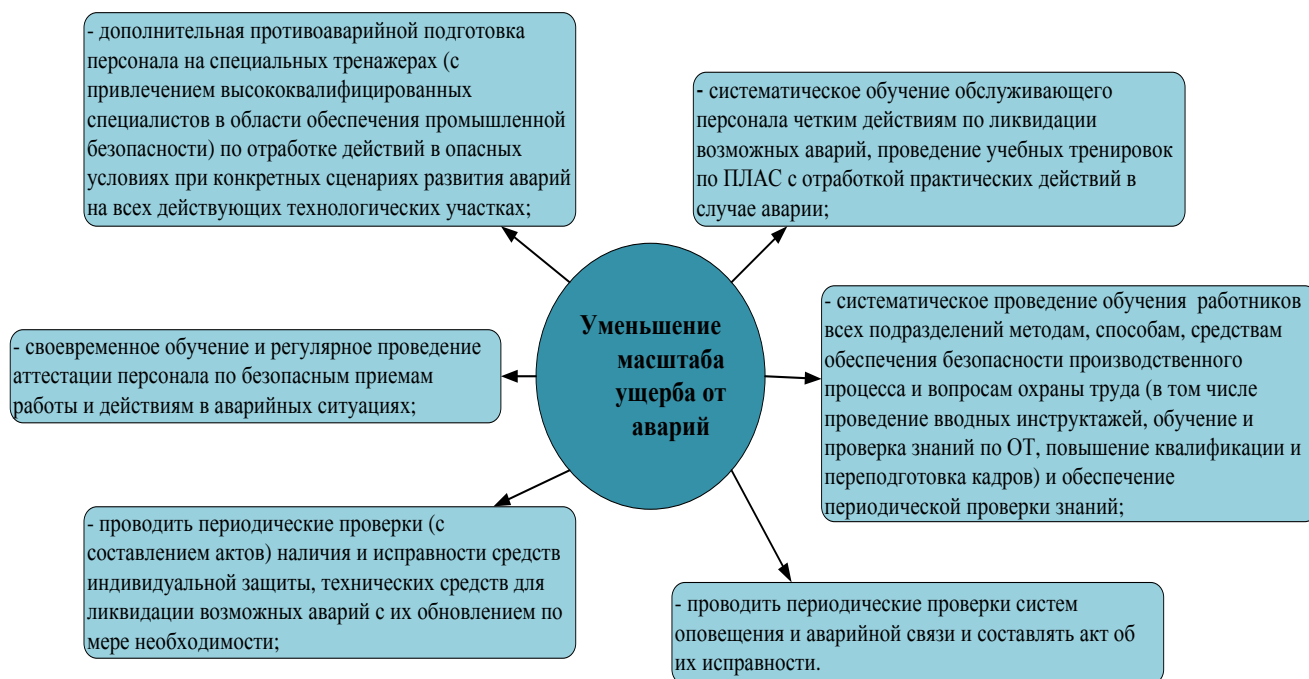 - дополнительная противоаварийной подготовка
персонала на специальных тренажерах (с
привлечением высококвалифицированных
специалистов в области обеспечения промышленной
безопасности) по отработке действий в опасных
условиях при конкретных сценариях развития аварий
на всех действующих технологических участках;
- систематическое обучение обслуживающего
персонала четким действиям по ликвидации
возможных аварий, проведение учебных тренировок
по ПЛАС с отработкой практических действий в
случае аварии;
Уменьшение
масштаба
ущерба от
аварий
- своевременное обучение и регулярное проведение
аттестации персонала по безопасным приемам
работы и действиям в аварийных ситуациях;
- систематическое проведение обучения работников
всех подразделений методам, способам, средствам
обеспечения безопасности производственного
процесса и вопросам охраны труда (в том числе
проведение вводных инструктажей, обучение и
проверка знаний по ОТ, повышение квалификации и
переподготовка кадров) и обеспечение
периодической проверки знаний;
- проводить периодические проверки (с
составлением актов) наличия и исправности средств
индивидуальной защиты, технических средств для
ликвидации возможных аварий с их обновлением по
мере необходимости;
- проводить периодические проверки систем
оповещения и аварийной связи и составлять акт об
их исправности.